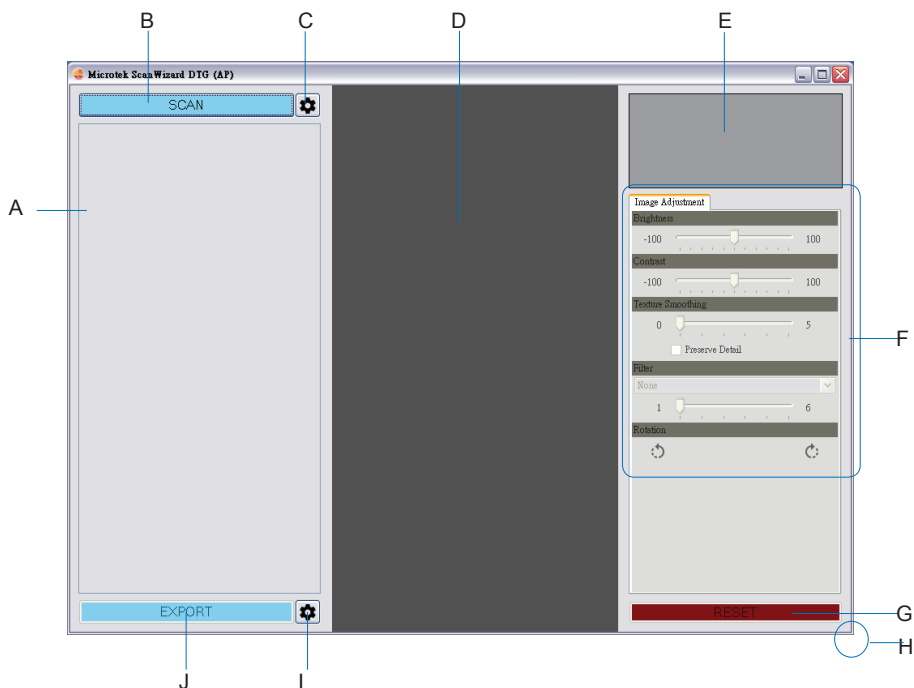 B C D E
Microtek ScanWizard DTG (AP)
SCAN
A
Image Adjustment
Brightness
-100 100
Contrast
-100 100
Texture Smoothing
0 5
Preserve Detail
F
Filter
None
1 6
Rotation
EXPORT
RESET
G
H
J I